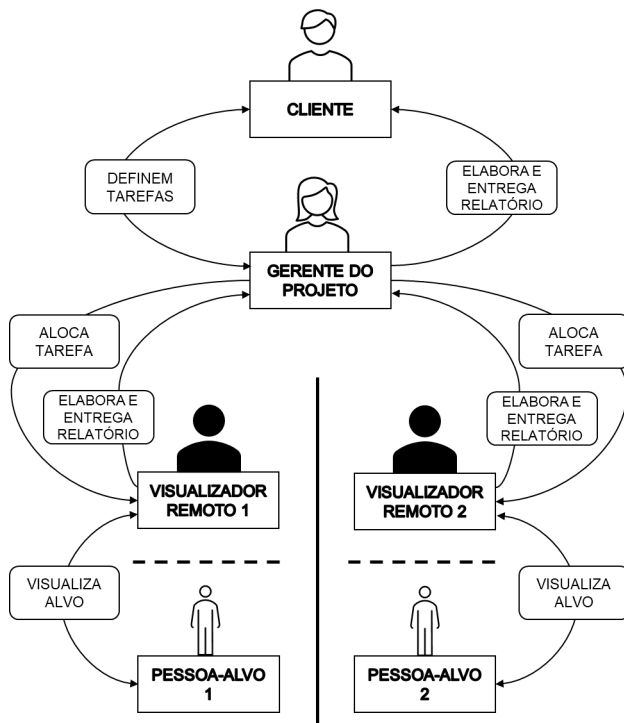 CLIENTE
DEFINEM
TAREFAS
ELABORA E
ENTREGA
RELATÓRIO
GERENTE DO
PROJETO
ALOCA
TAREFA
ALOCA
TAREFA
ELABORA E
ENTREGA
RELATÓRIO
ELABORA E
ENTREGA
RELATÓRIO
VISUALIZADOR
REMOTO 1
VISUALIZADOR
REMOTO 2
VISUALIZA
ALVO
VISUALIZA
ALVO
PESSOA-ALVO
1
PESSOA-ALVO
2